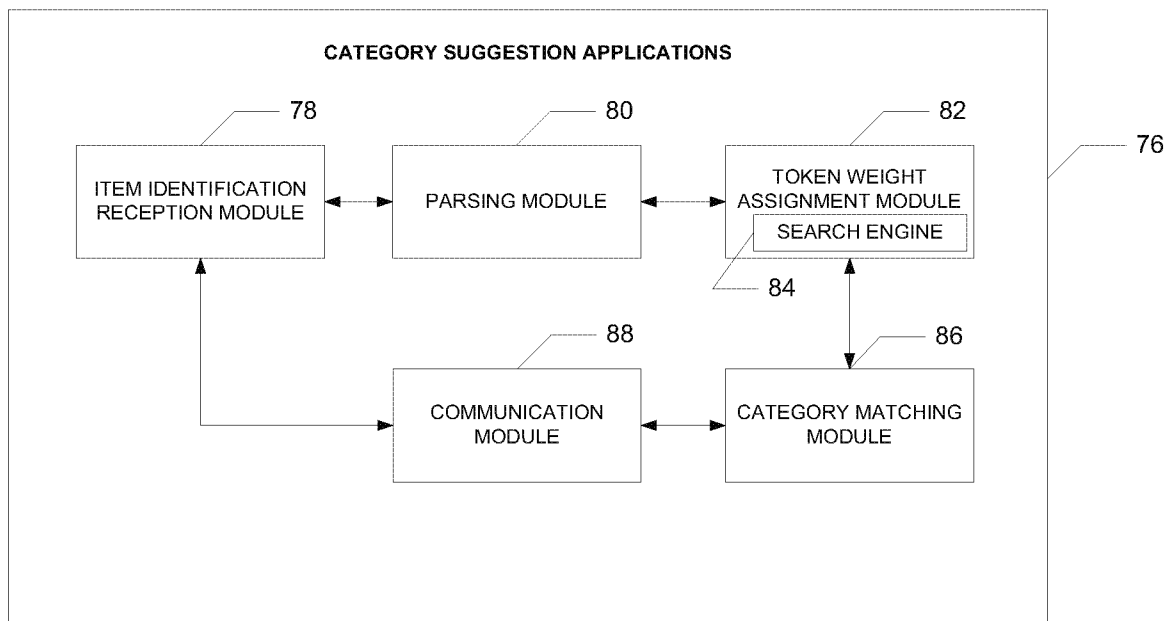 CATEGORY SUGGESTION APPLICATIONS
78
80
82
76
ITEM IDENTIFICATION
RECEPTION MODULE
PARSING MODULE
TOKEN WEIGHT
ASSIGNMENT MODULE
SEARCH ENGINE
84
88
86
COMMUNICATION
MODULE
CATEGORY MATCHING
MODULE